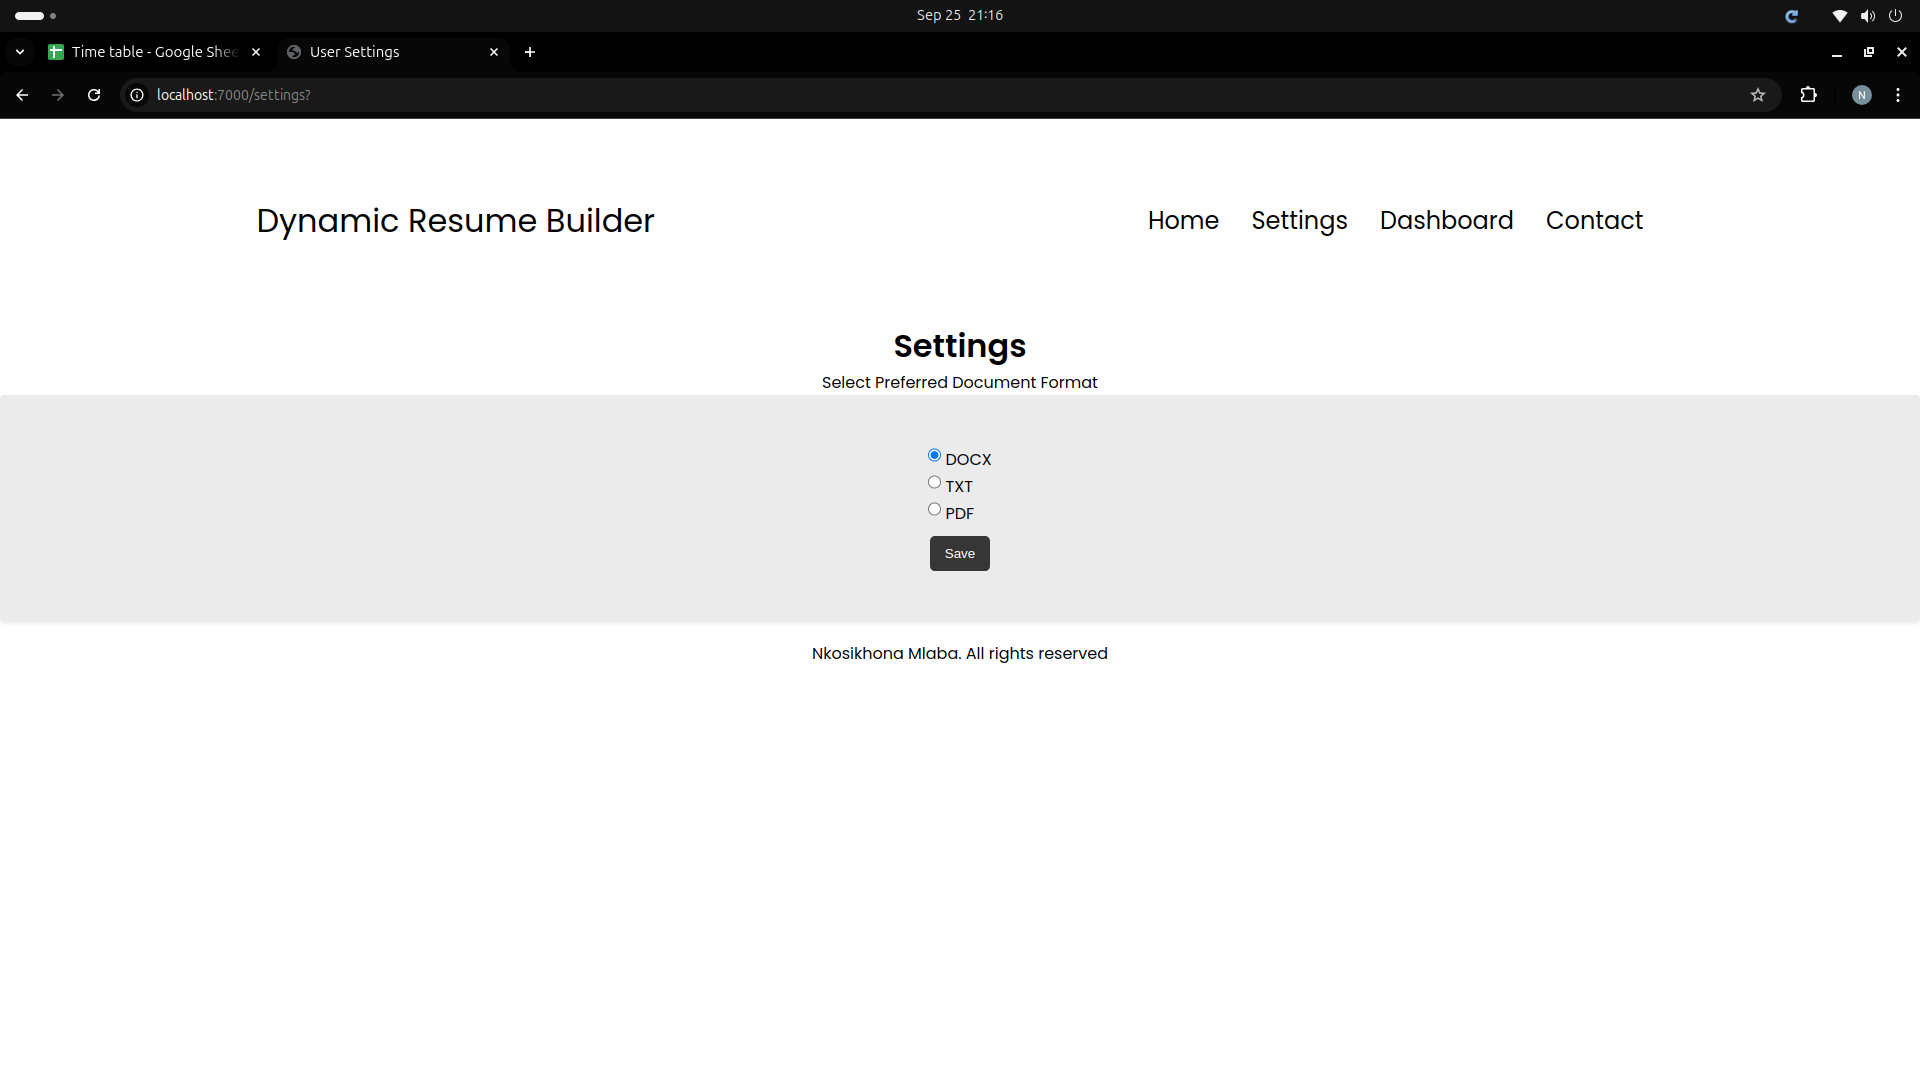 Sep 25 21:16
Time table - Google Shee
User Settings
localhost:7000/settings?
N
Dynamic Resume Builder
Home Settings Dashboard Contact
Settings
Select Preferred Document Format
DOCX
TXT
PDF
Save
Nkosikhona Mlaba. All rights reserved